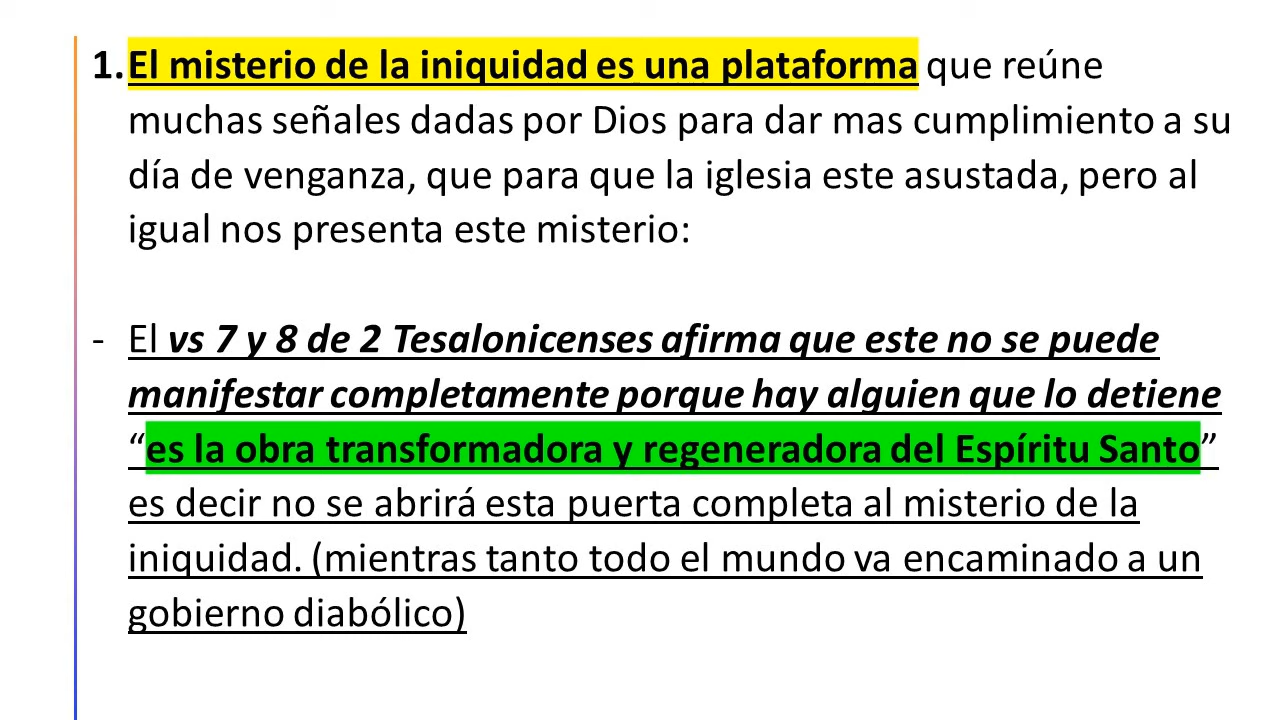 1. El misterio de la iniquidad es una plataforma que reúne
muchas señales dadas por Dios para dar mas cumplimiento a su
día de venganza, que para que la iglesia este asustada, pero al
igual nos presenta este misterio:
- El vs 7 y 8 de 2 Tesalonicenses afirma que este no se puede
manifestar completamente porque hay alguien que lo detiene
“es la obra transformadora y regeneradora del Espíritu Santo”
es decir no se abrirá esta puerta completa al misterio de la
iniquidad. (mientras tanto todo el mundo va encaminado a un
gobierno diabólico)